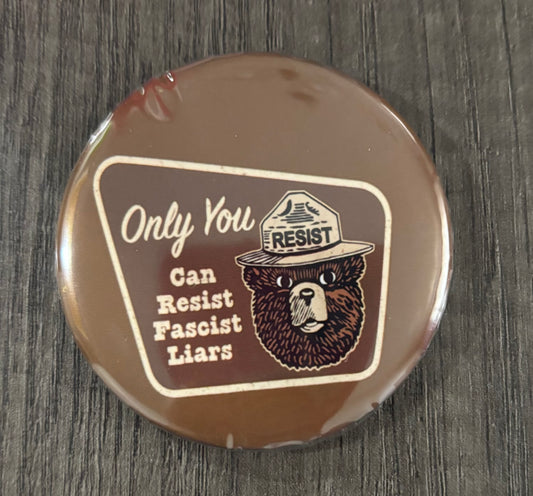 Only You
RESIST
Can
Resist
Fascist
Liars